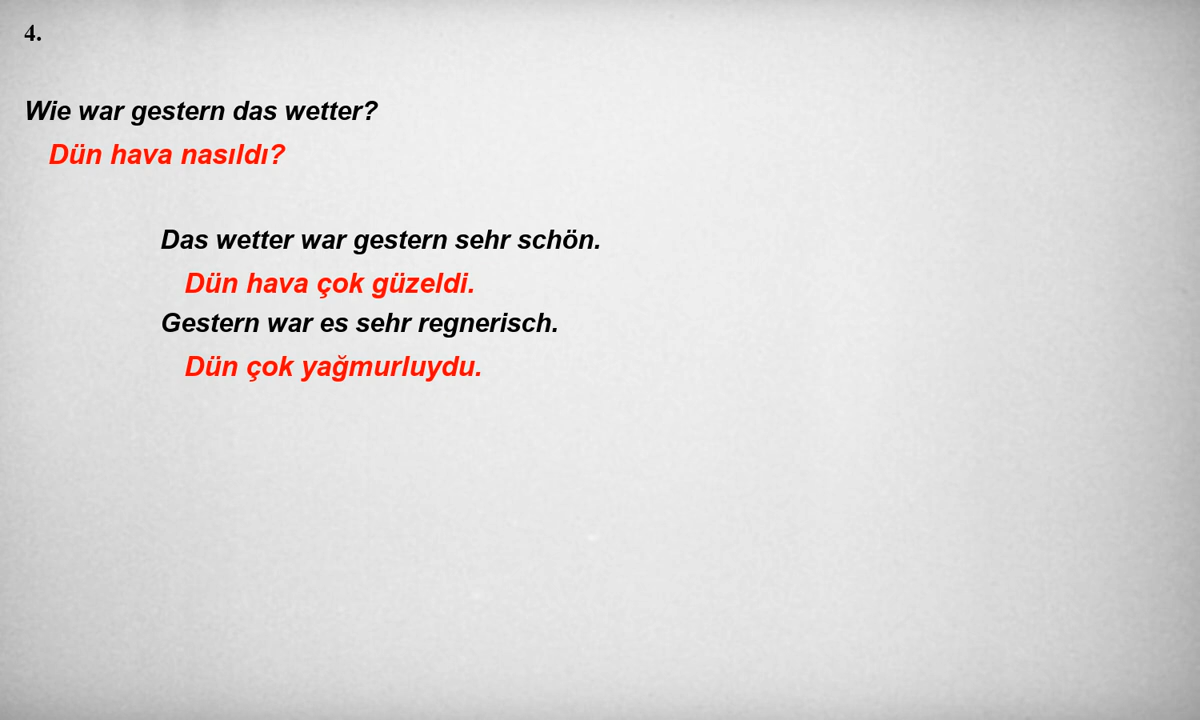 4.
Wie war gestern das wetter?
Dün hava nasıldı?
Das wetter war gestern sehr schön.
Dün hava çok güzeldi.
Gestern war es sehr regnerisch.
Dün çok yağmurluydu.